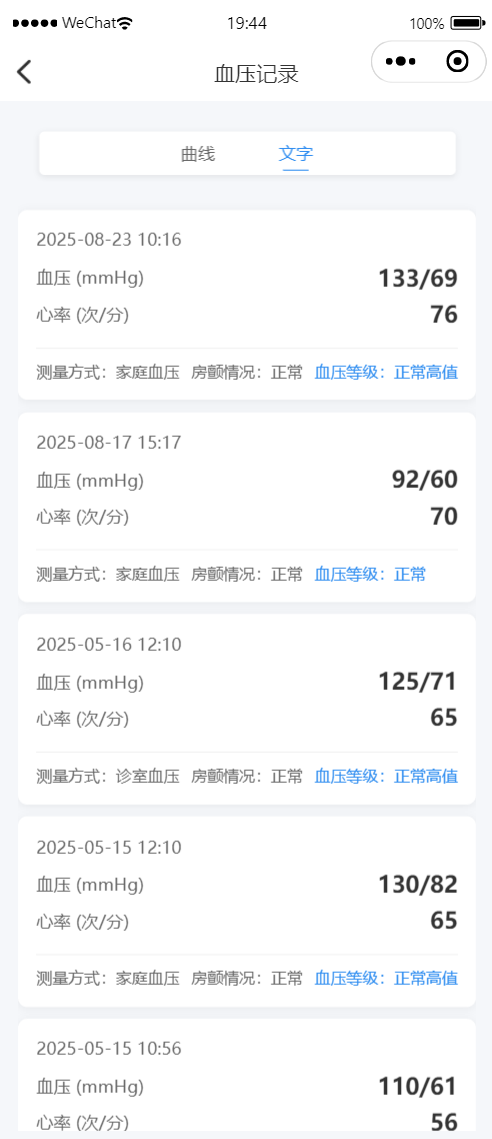 WeChat 19:44 100%
血压记录
曲线 文字
2025-08-23 10:16
血压 (mmHg) 133/69
心率 (次/分) 76
测量方式：家庭血压 房颤情况：正常 血压等级：正常高值
2025-08-17 15:17
血压 (mmHg) 92/60
心率 (次/分) 70
测量方式：家庭血压 房颤情况：正常 血压等级：正常
2025-05-16 12:10
血压 (mmHg) 125/71
心率 (次/分) 65
测量方式：诊室血压 房颤情况：正常 血压等级：正常高值
2025-05-15 12:10
血压 (mmHg) 130/82
心率 (次/分) 65
测量方式：家庭血压 房颤情况：正常 血压等级：正常高值
2025-05-15 10:56
血压 (mmHg) 110/61
心率 (次/分) 56